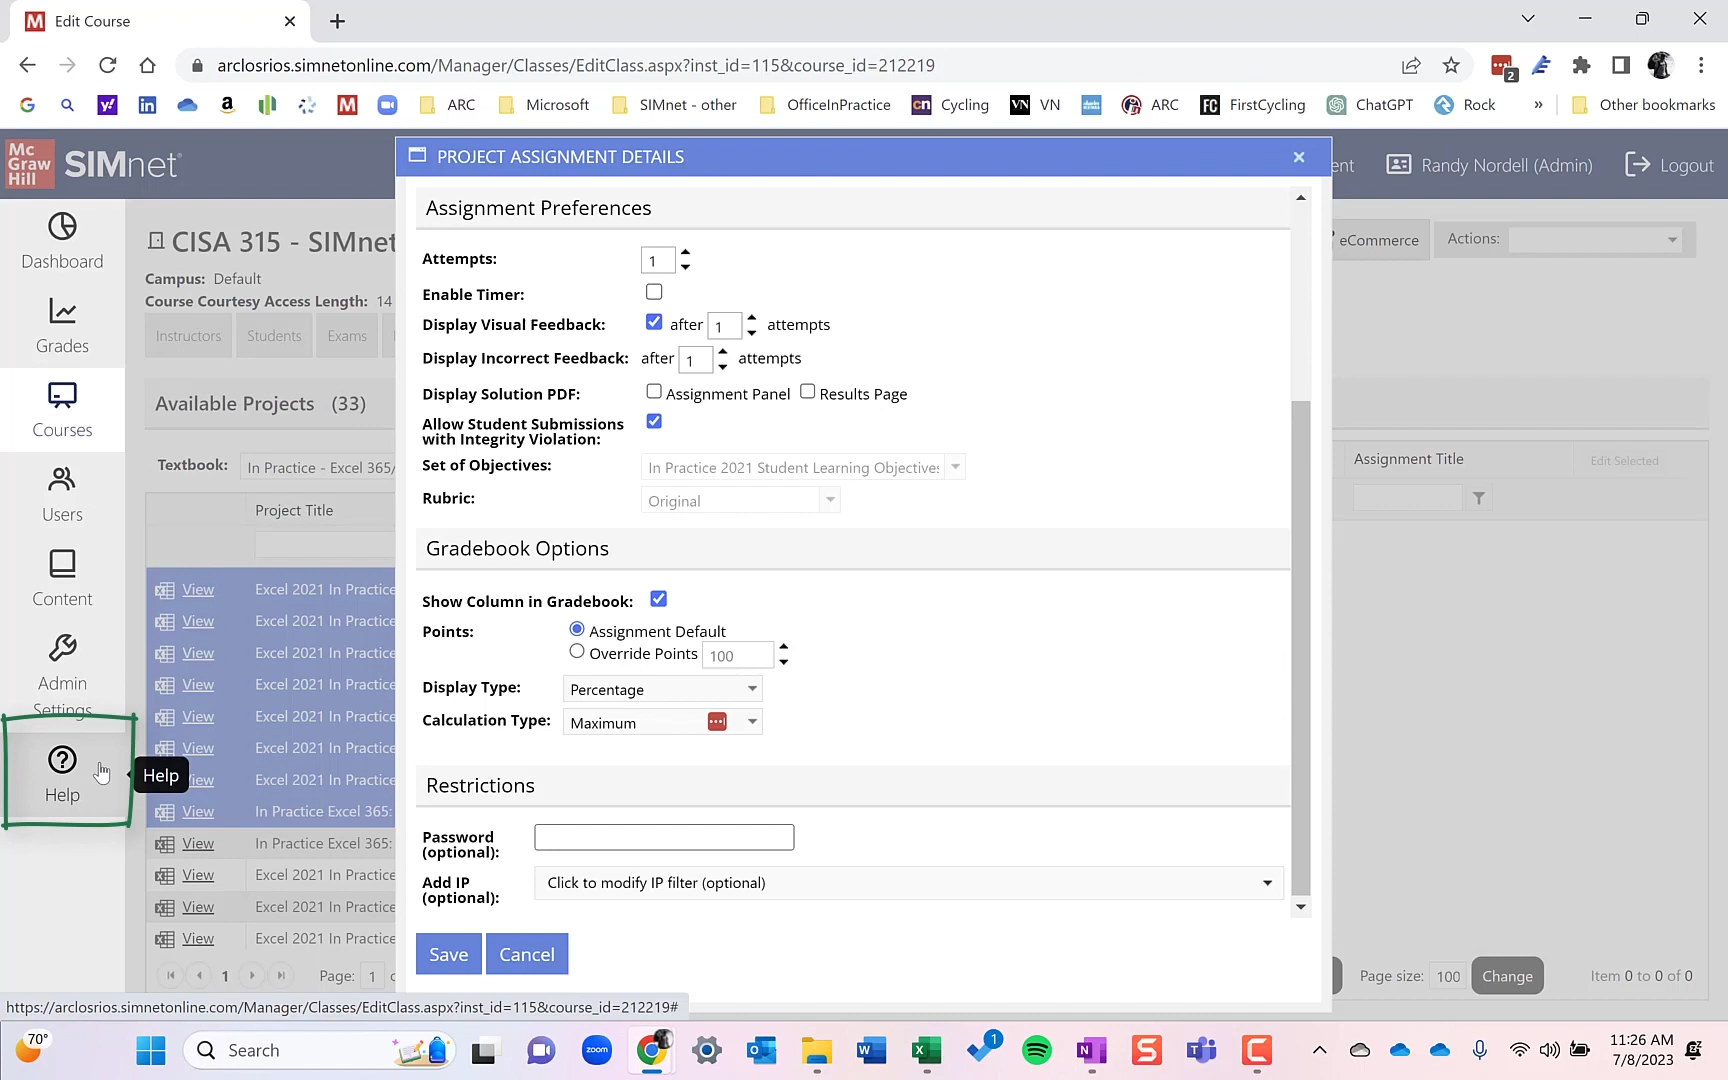 M Edit Course
arclosrios.simnetonline.com/Manager/Classes/EditClass.aspx?inst_id=115&course_id=212219
2
ARC Microsoft SIMnet - other OfficeInPractice cn Cycling VN VN ARC FC FirstCycling ChatGPT Rock » Other bookmarks
Mc Graw Hill SIMnet
PROJECT ASSIGNMENT DETAILS
Randy Nordell (Admin) Logout
Dashboard
Grades
Courses
Users
Content
Admin
Settings
Help
Help
CISA 315 - SIMnet
Campus: Default
Course Courtesy Access Length: 14
Instructors Students Exams
eCommerce Actions:
Available Projects (33)
Textbook: In Practice - Excel 365/
Project Title
View Excel 2021 In Practice
View Excel 2021 In Practice
View Excel 2021 In Practice
View Excel 2021 In Practice
View Excel 2021 In Practice
View Excel 2021 In Practice
Excel 2021 In Practice
View In Practice Excel 365:
View In Practice Excel 365:
View Excel 2021 In Practice
View Excel 2021 In Practice
View Excel 2021 In Practice
1 Page: 1
Assignment Preferences
Attempts: 1
Enable Timer:
Display Visual Feedback: after 1 attempts
Display Incorrect Feedback: after 1 attempts
Display Solution PDF: Assignment Panel Results Page
Allow Student Submissions
with Integrity Violation:
Set of Objectives: In Practice 2021 Student Learning Objective
Rubric: Original
Gradebook Options
Show Column in Gradebook:
Points: Assignment Default
Override Points 100
Display Type: Percentage
Calculation Type: Maximum
Restrictions
Password
(optional):
Add IP
(optional): Click to modify IP filter (optional)
Save Cancel
Assignment Title Edit Selected
Page size: 100 Change Item 0 to 0 of 0
https://arclosrios.simnetonline.com/Manager/Classes/EditClass.aspx?inst_id=115&course_id=212219#
70°
Search
zoom
1
11:26 AM
7/8/2023